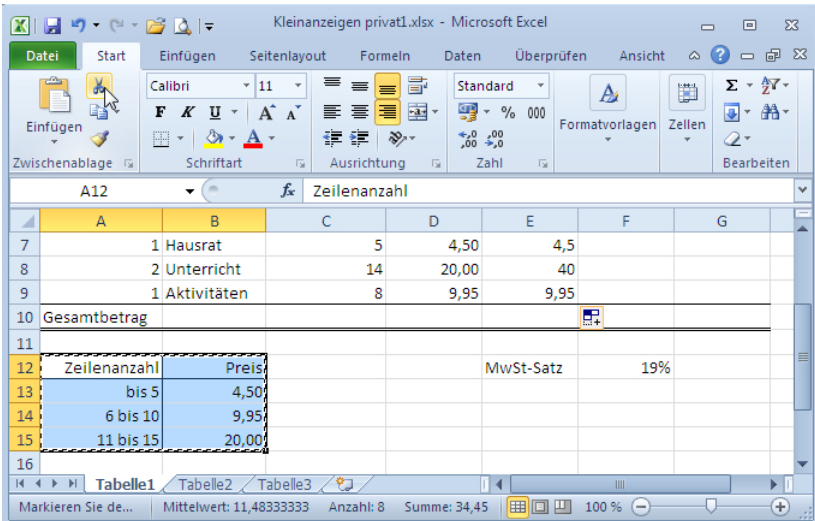 Kleinanzeigen privat1.xlsx - Microsoft Excel
Datei Start Einfügen Seitenlayout Formeln Daten Überprüfen Ansicht
Calibri 11 Standard
F K U A A % 000
Einfügen Formatvorlagen Zellen
Zwischenablage Schriftart Ausrichtung Zahl Bearbeiten
A12 fx Zeilenanzahl
A B C D E F G
7 1 Hausrat 5 4,50 4,5
8 2 Unterricht 14 20,00 40
9 1 Aktivitäten 8 9,95 9,95
10 Gesamtbetrag
11
12 Zeilenanzahl Preis MwSt-Satz 19%
13 bis 5 4,50
14 6 bis 10 9,95
15 11 bis 15 20,00
16
Tabelle1 Tabelle2 Tabelle3
Markieren Sie de... Mittelwert: 11,48333333 Anzahl: 8 Summe: 34,45 100 %